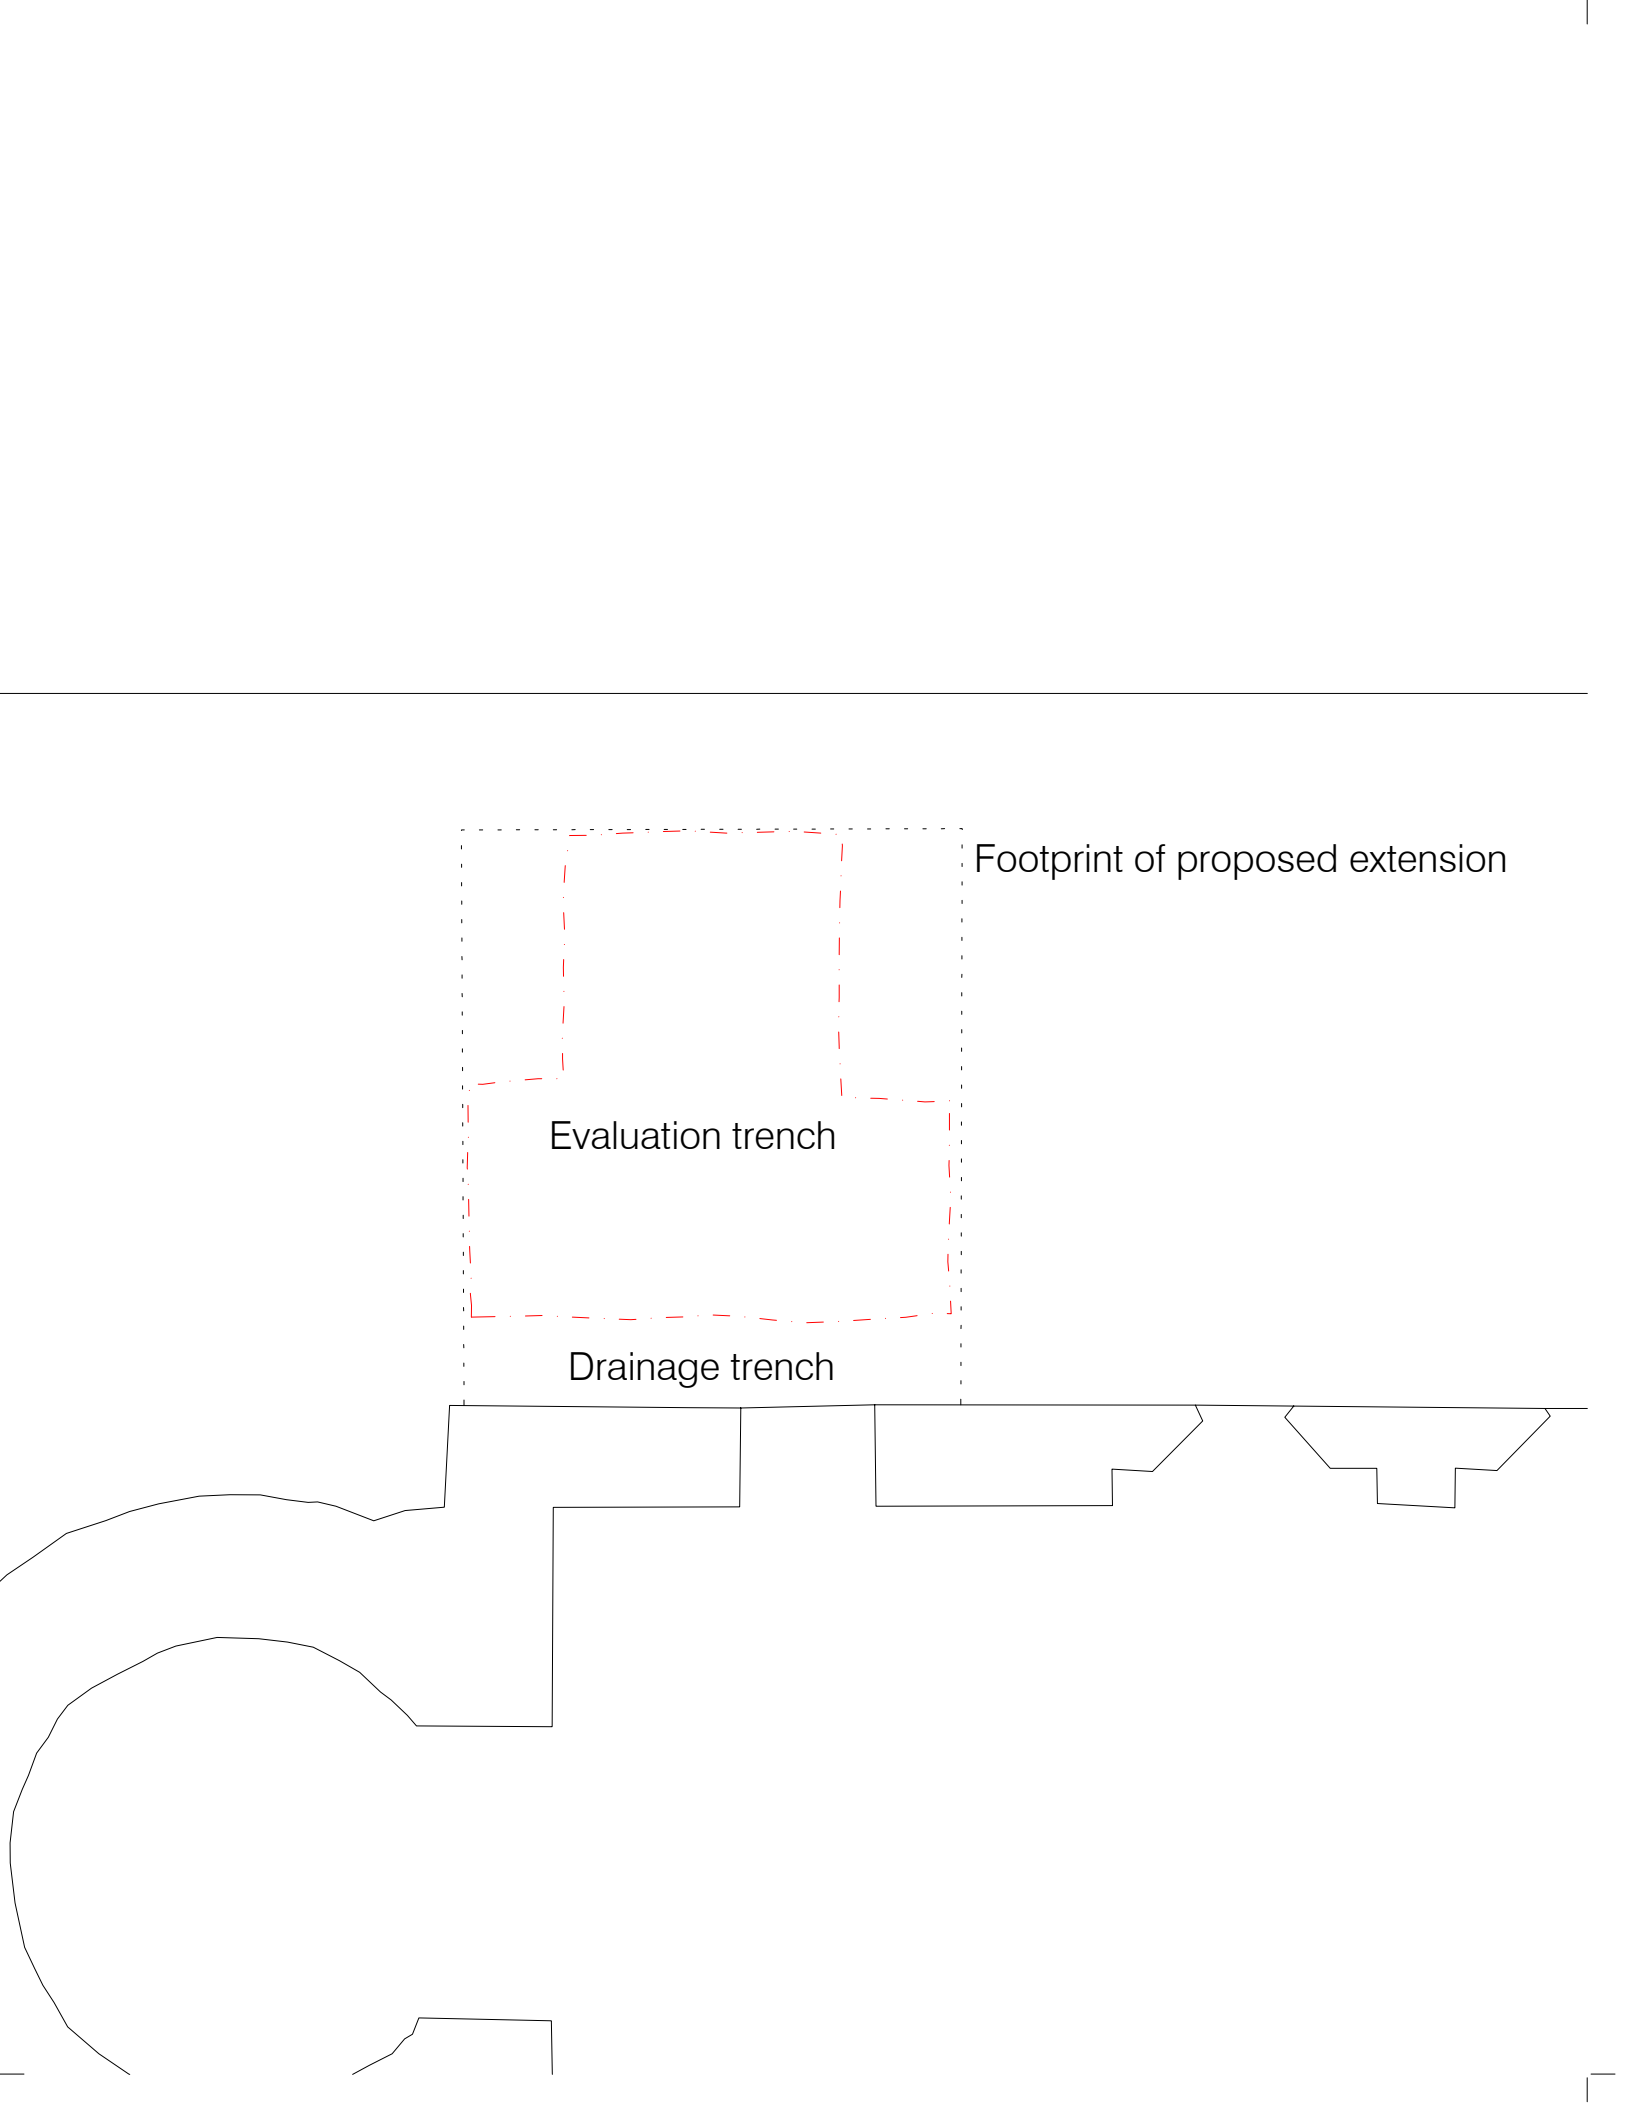 Footprint of proposed extension
Evaluation trench
Drainage trench